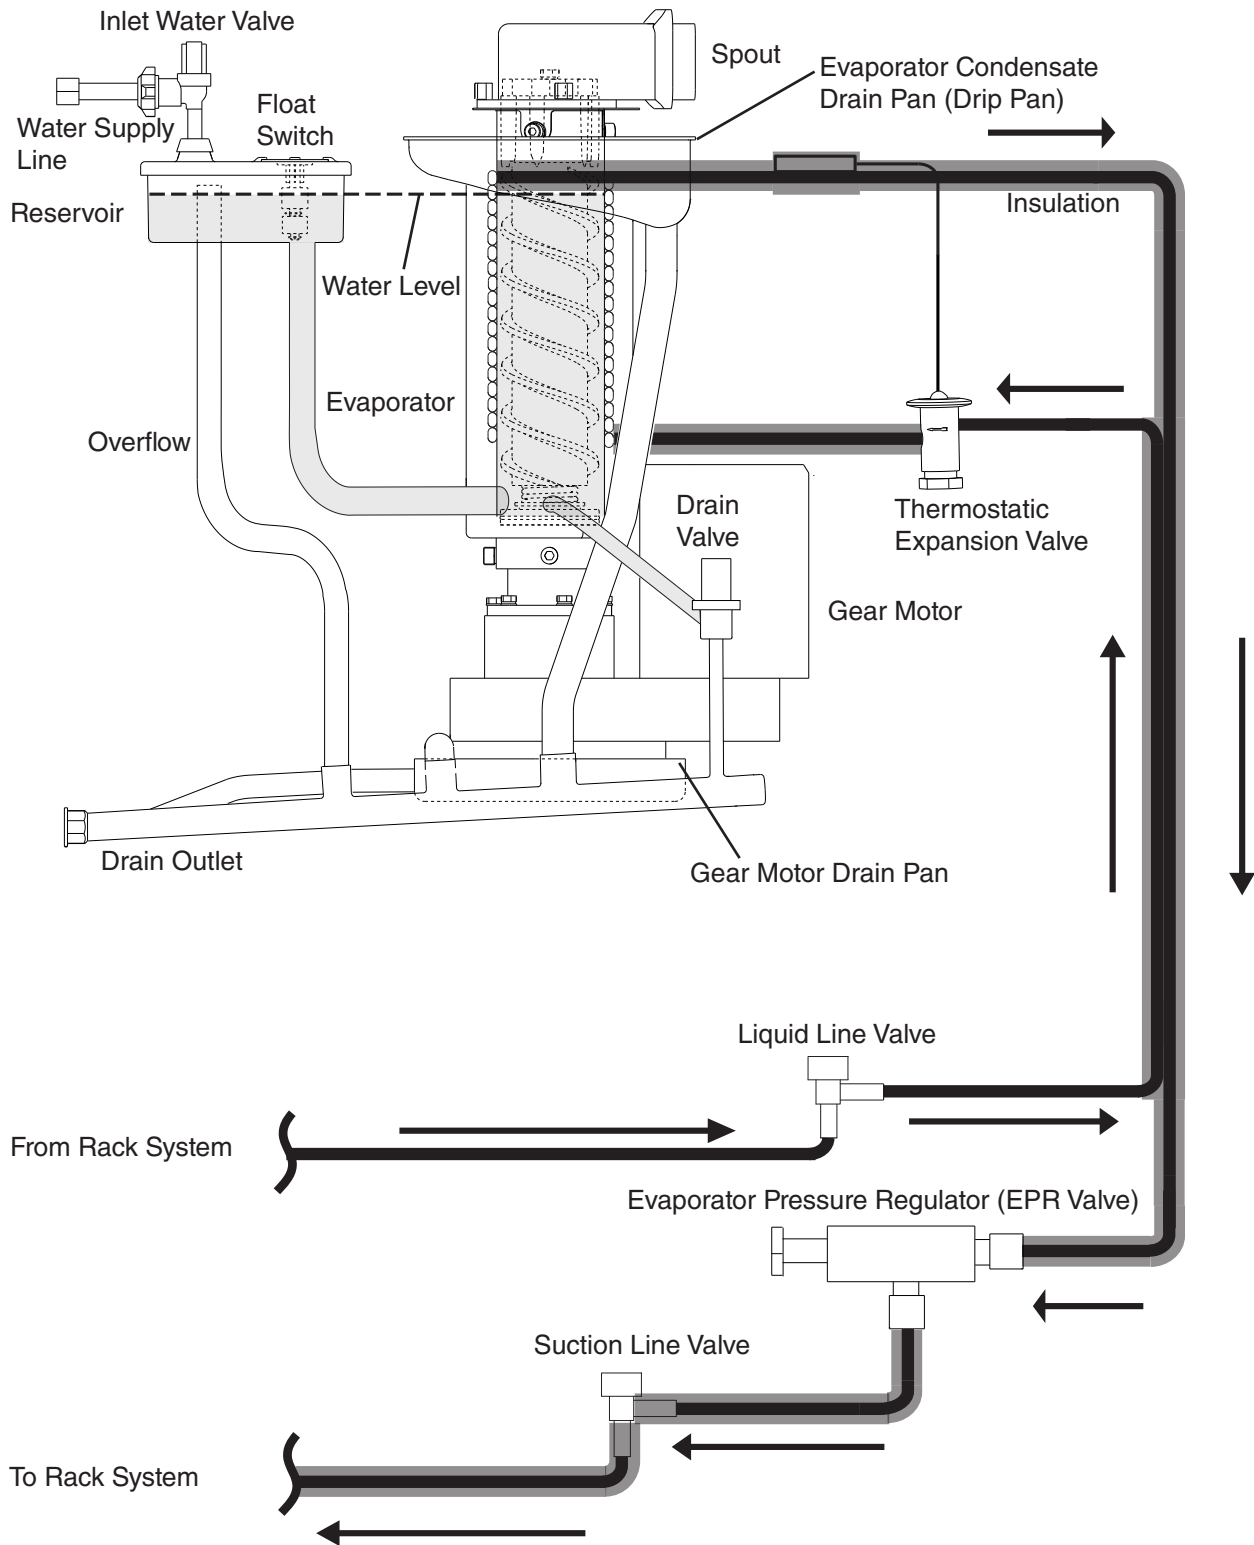 Inlet Water Valve
Spout
Evaporator Condensate
Drain Pan (Drip Pan)
Float
Switch
Water Supply
Line
Reservoir
Insulation
Water Level
Evaporator
Overflow
Drain
Valve
Thermostatic
Expansion Valve
Gear Motor
Drain Outlet
Gear Motor Drain Pan
Liquid Line Valve
From Rack System
Evaporator Pressure Regulator (EPR Valve)
Suction Line Valve
To Rack System